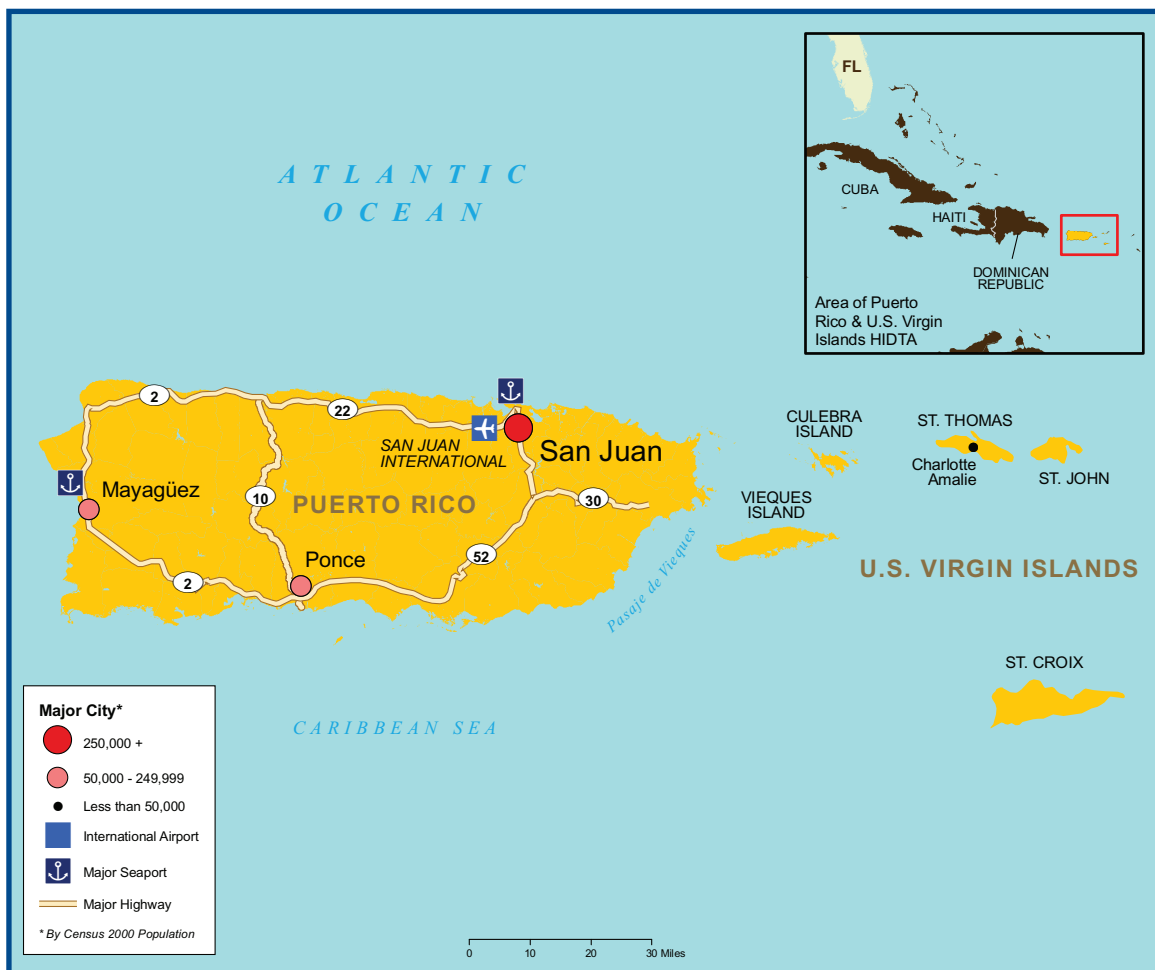 FL
CUBA
HAITI
DOMINICAN
REPUBLIC
Area of Puerto
Rico & U.S. Virgin
Islands HIDTA
ATLANTIC
OCEAN
2
22
SAN JUAN
INTERNATIONAL
San Juan
Mayagüez
10
PUERTO RICO
30
Ponce
52
2
CULEBRA
ISLAND
ST. THOMAS
Charlotte
Amalie
ST. JOHN
VIEQUES
ISLAND
Pasaje de Vieques
U.S. VIRGIN ISLANDS
ST. CROIX
CARIBBEAN SEA
Major City*
250,000 +
50,000 - 249,999
Less than 50,000
International Airport
Major Seaport
Major Highway
* By Census 2000 Population
0 10 20 30 Miles